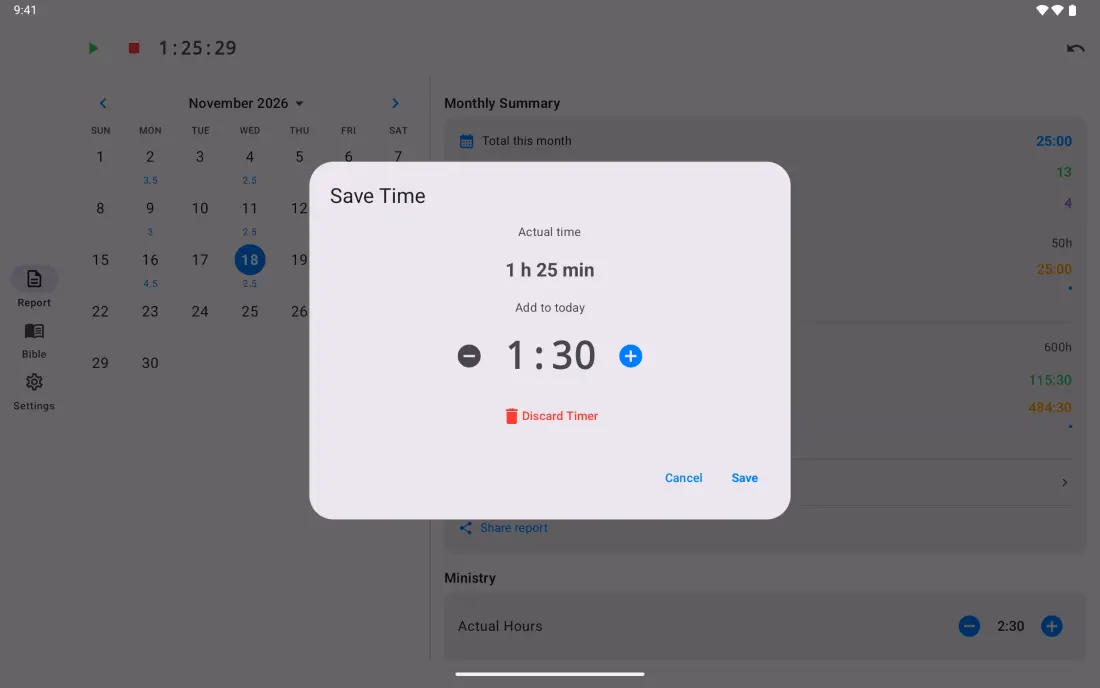 9:41
1:25:29
November 2026
SUN MON TUE WED THU FRI SAT
1 2 3 4 5 6 7
3.5 2.5
8 9 10 11 12
3 2.5
15 16 17 18 19
4.5 2.5
22 23 24 25 26
29 30
Report
Bible
Settings
Monthly Summary
Total this month 25:00
13
4
50h
25:00
600h
115:30
484:30
Share report
Ministry
Actual Hours 2:30
Save Time
Actual time
1 h 25 min
Add to today
1:30
Discard Timer
Cancel Save